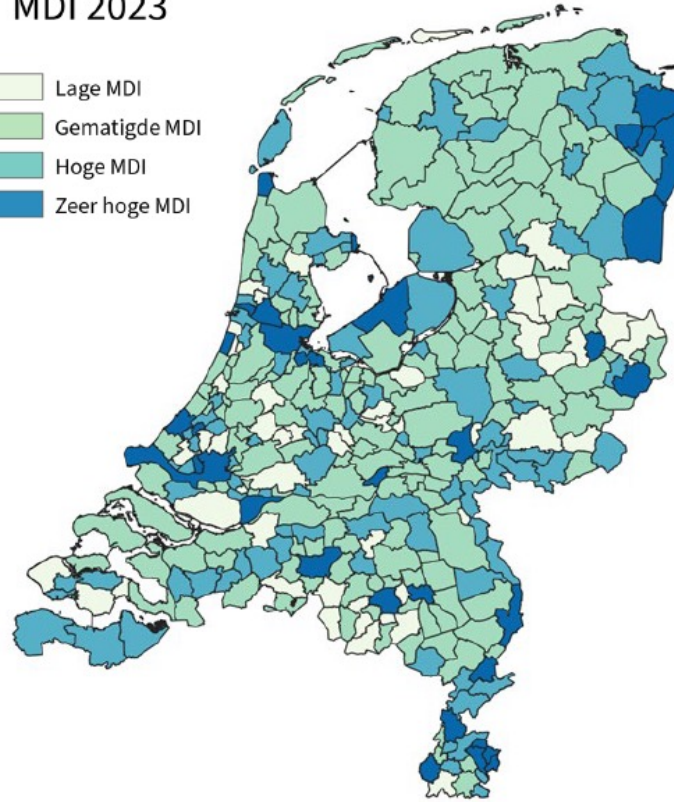 MDI 2023
Lage MDI
Gematigde MDI
Hoge MDI
Zeer hoge MDI